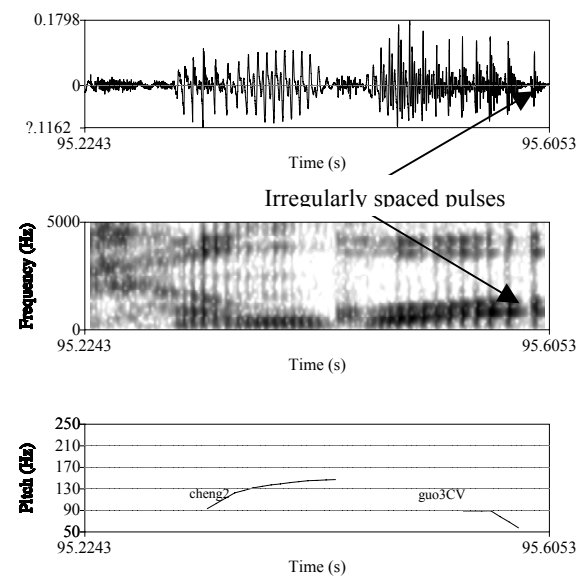 0.1798
0
?.1162
95.2243 95.6053
Time (s)
Irregularly spaced pulses
5000
Frequency (Hz)
0
95.2243 95.6053
Time (s)
250
210
170
Pitch (Hz)
130
cheng2 guo3CV
90
50
95.2243 95.6053
Time (s)